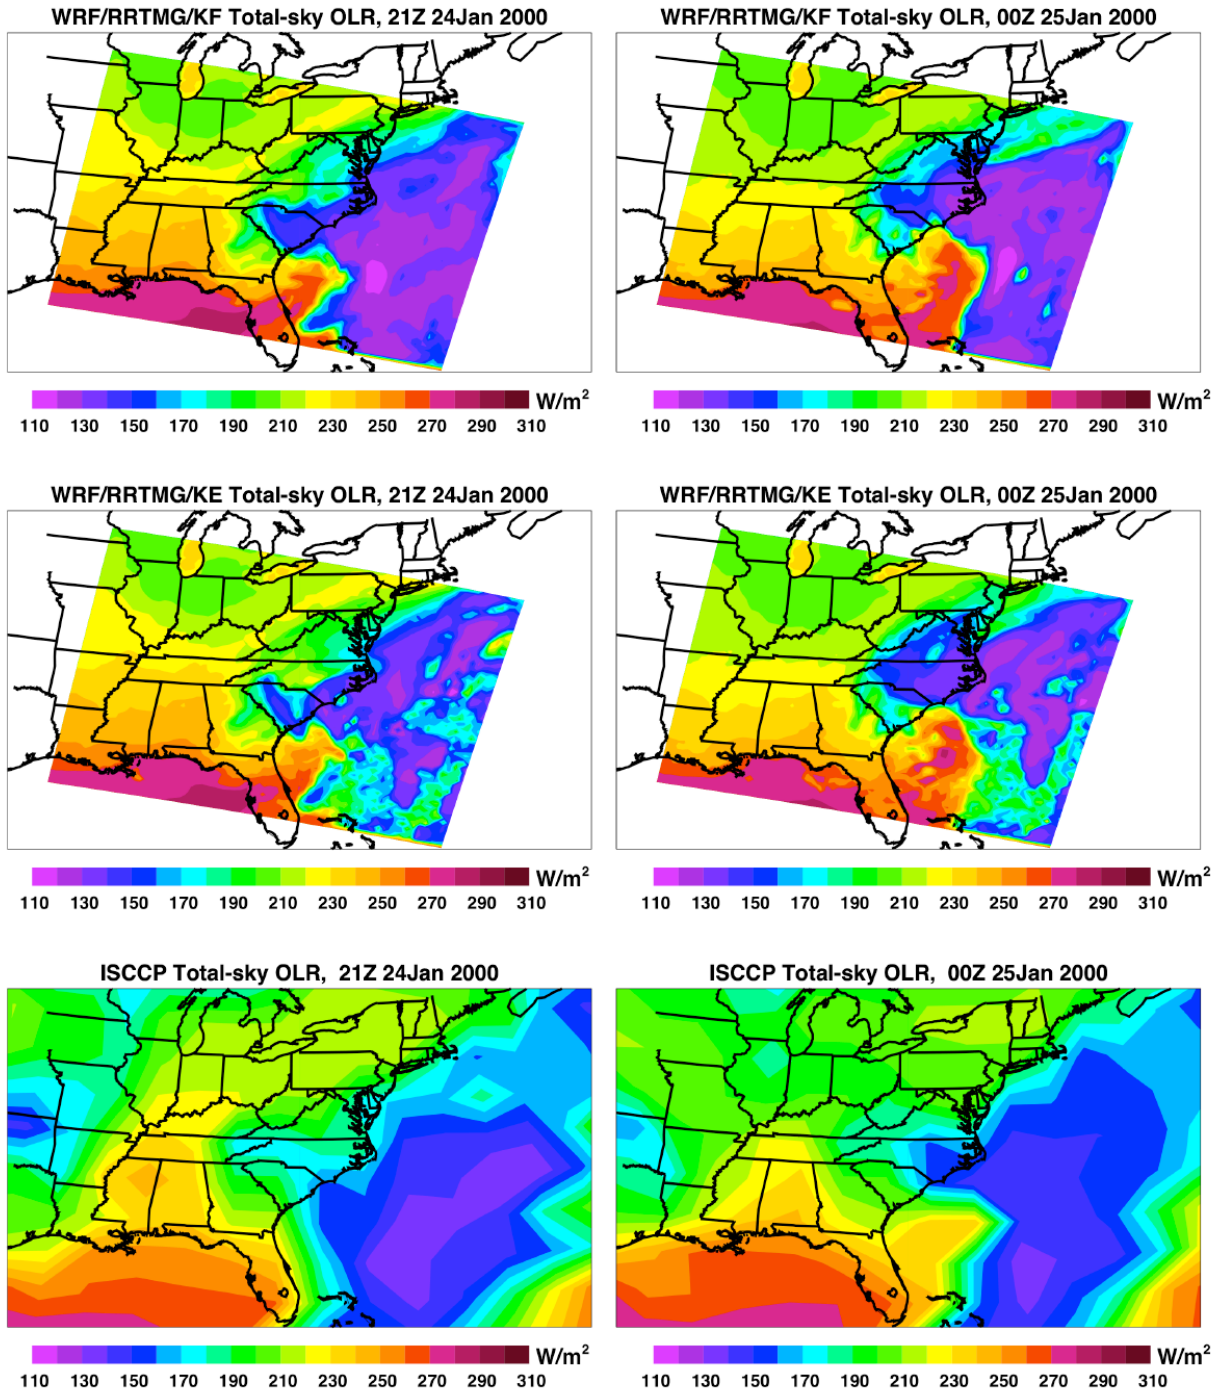 WRF/RRTMG/KF Total-sky OLR, 21Z 24Jan 2000
WRF/RRTMG/KF Total-sky OLR, 00Z 25Jan 2000
W/m²
110 130 150 170 190 210 230 250 270 290 310
W/m²
110 130 150 170 190 210 230 250 270 290 310
WRF/RRTMG/KE Total-sky OLR, 21Z 24Jan 2000
WRF/RRTMG/KE Total-sky OLR, 00Z 25Jan 2000
W/m²
110 130 150 170 190 210 230 250 270 290 310
W/m²
110 130 150 170 190 210 230 250 270 290 310
ISCCP Total-sky OLR, 21Z 24Jan 2000
ISCCP Total-sky OLR, 00Z 25Jan 2000
W/m²
110 130 150 170 190 210 230 250 270 290 310
W/m²
110 130 150 170 190 210 230 250 270 290 310